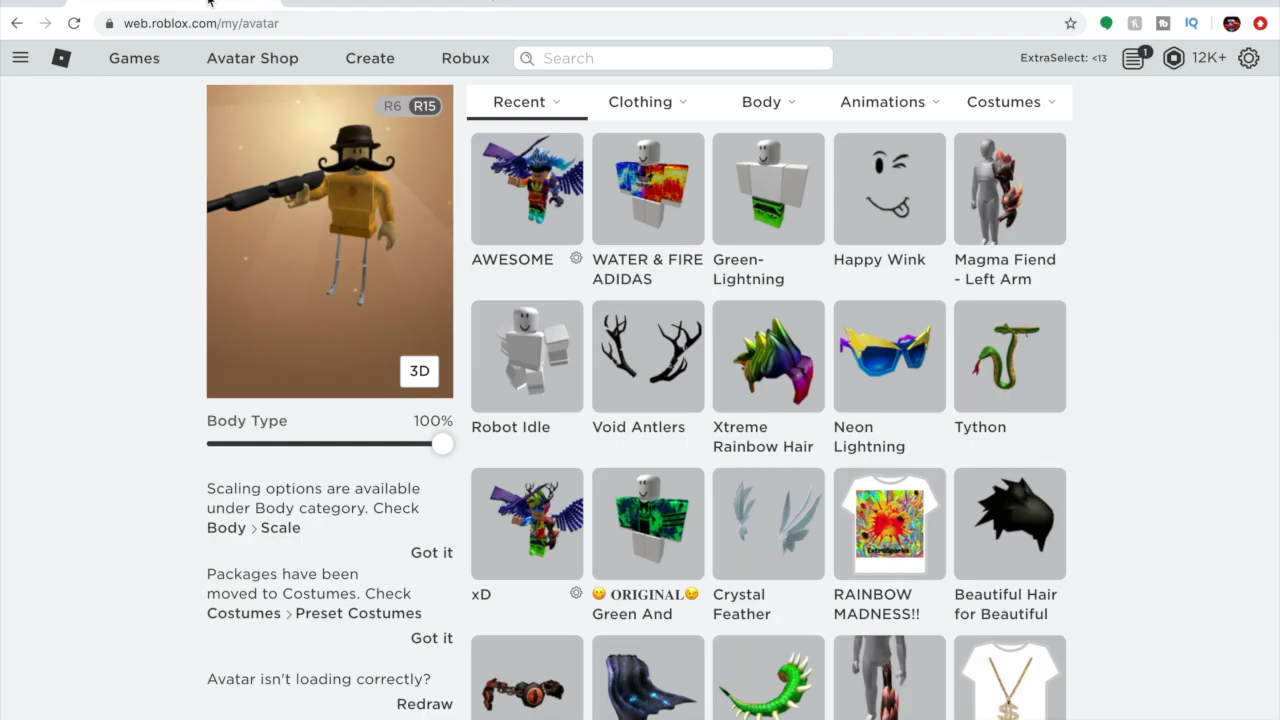 web.roblox.com/my/avatar
Games
Avatar Shop
Create
Robux
Search
ExtraSelect: <13
1
12K+
R6 R15
3D
Body Type 100%
Scaling options are available
under Body category. Check
Body > Scale
Got it
Packages have been
moved to Costumes. Check
Costumes > Preset Costumes
Got it
Avatar isn't loading correctly?
Redraw
Recent
Clothing
Body
Animations
Costumes
AWESOME
WATER & FIRE
ADIDAS
Green-
Lightning
Happy Wink
Magma Fiend
- Left Arm
Robot Idle
Void Antlers
Xtreme
Rainbow Hair
Neon
Lightning
Tython
xD
😋 𝐎𝐑𝐈𝐆𝐈𝐍𝐀𝐋😉
Green And
Crystal
Feather
RAINBOW
MADNESS!!
Beautiful Hair
for Beautiful